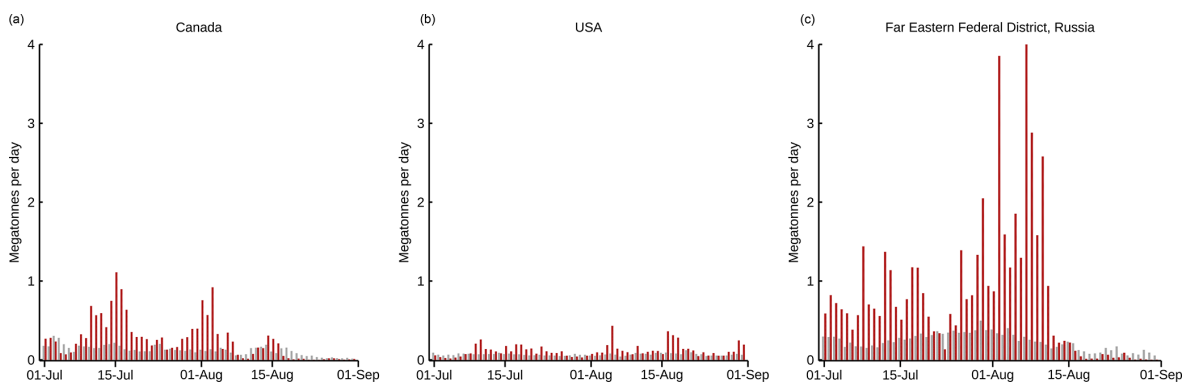 (a)
Canada
Megatonnes per day
4
3
2
1
0
01-Jul 15-Jul 01-Aug 15-Aug 01-Sep
(b)
USA
Megatonnes per day
4
3
2
1
0
01-Jul 15-Jul 01-Aug 15-Aug 01-Sep
(c)
Far Eastern Federal District, Russia
Megatonnes per day
4
3
2
1
0
01-Jul 15-Jul 01-Aug 15-Aug 01-Sep